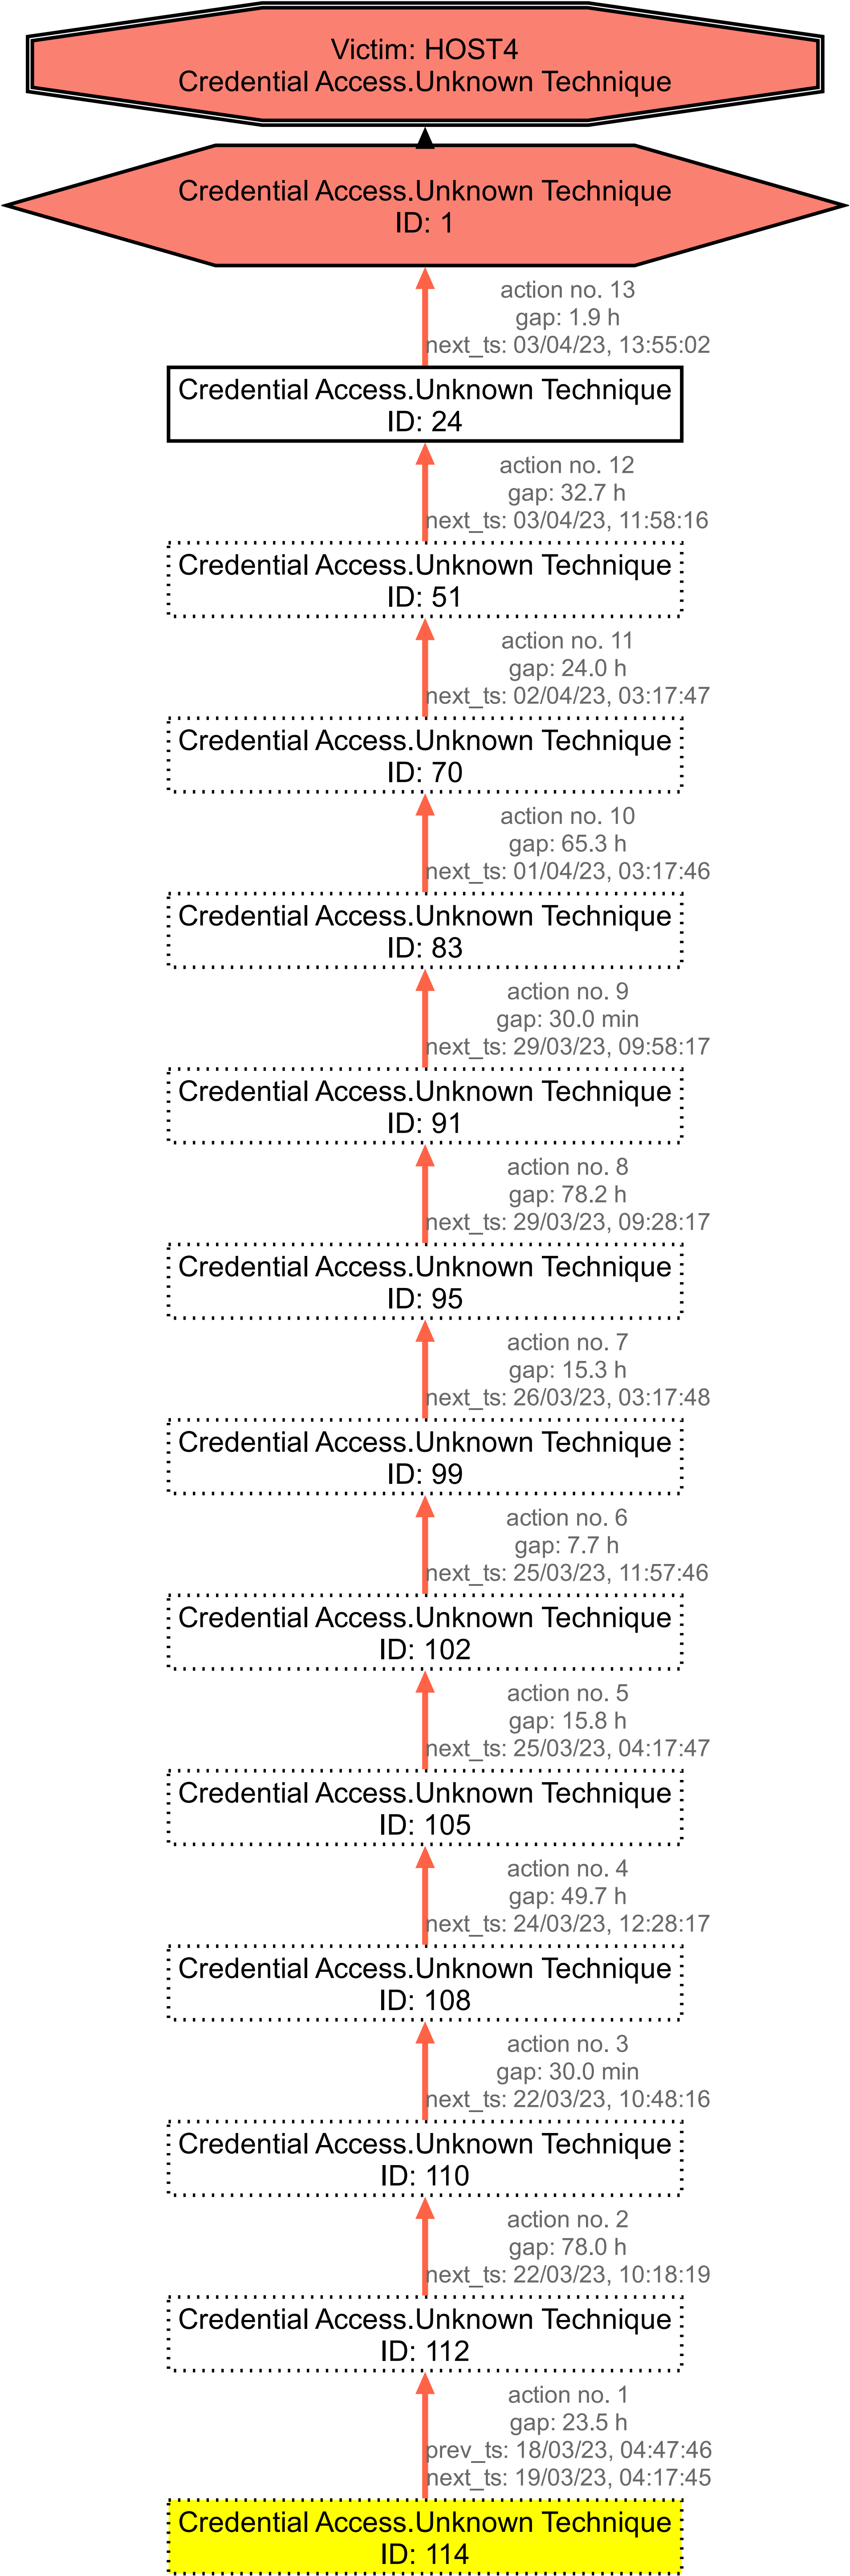 Victim: HOST4
Credential Access.Unknown Technique
Credential Access.Unknown Technique
ID: 1
action no. 13
gap: 1.9 h
next_ts: 03/04/23, 13:55:02
Credential Access.Unknown Technique
ID: 24
action no. 12
gap: 32.7 h
next_ts: 03/04/23, 11:58:16
Credential Access.Unknown Technique
ID: 51
action no. 11
gap: 24.0 h
next_ts: 02/04/23, 03:17:47
Credential Access.Unknown Technique
ID: 70
action no. 10
gap: 65.3 h
next_ts: 01/04/23, 03:17:46
Credential Access.Unknown Technique
ID: 83
action no. 9
gap: 30.0 min
next_ts: 29/03/23, 09:58:17
Credential Access.Unknown Technique
ID: 91
action no. 8
gap: 78.2 h
next_ts: 29/03/23, 09:28:17
Credential Access.Unknown Technique
ID: 95
action no. 7
gap: 15.3 h
next_ts: 26/03/23, 03:17:48
Credential Access.Unknown Technique
ID: 99
action no. 6
gap: 7.7 h
next_ts: 25/03/23, 11:57:46
Credential Access.Unknown Technique
ID: 102
action no. 5
gap: 15.8 h
next_ts: 25/03/23, 04:17:47
Credential Access.Unknown Technique
ID: 105
action no. 4
gap: 49.7 h
next_ts: 24/03/23, 12:28:17
Credential Access.Unknown Technique
ID: 108
action no. 3
gap: 30.0 min
next_ts: 22/03/23, 10:48:16
Credential Access.Unknown Technique
ID: 110
action no. 2
gap: 78.0 h
next_ts: 22/03/23, 10:18:19
Credential Access.Unknown Technique
ID: 112
action no. 1
gap: 23.5 h
prev_ts: 18/03/23, 04:47:46
next_ts: 19/03/23, 04:17:45
Credential Access.Unknown Technique
ID: 114